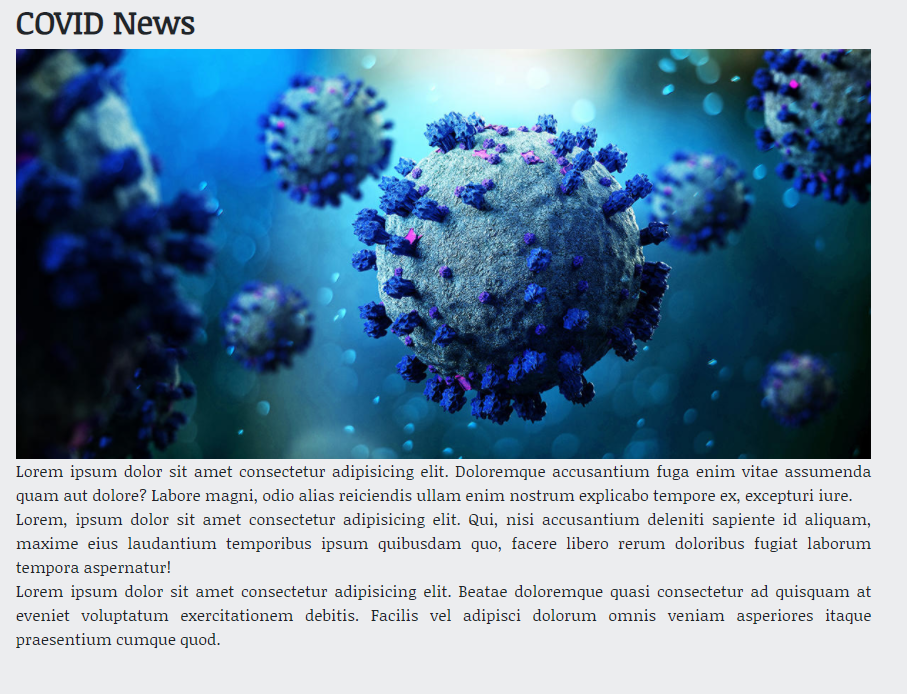 COVID News
Lorem ipsum dolor sit amet consectetur adipisicing elit. Doloremque accusantium fuga enim vitae assumenda
quam aut dolore? Labore magni, odio alias reiciendis ullam enim nostrum explicabo tempore ex, excepturi iure.
Lorem, ipsum dolor sit amet consectetur adipisicing elit. Qui, nisi accusantium deleniti sapiente id aliquam,
maxime eius laudantium temporibus ipsum quibusdam quo, facere libero rerum doloribus fugiat laborum
tempora aspernatur!
Lorem ipsum dolor sit amet consectetur adipisicing elit. Beatae doloremque quasi consectetur ad quisquam at
eveniet voluptatum exercitationem debitis. Facilis vel adipisci dolorum omnis veniam asperiores itaque
praesentium cumque quod.